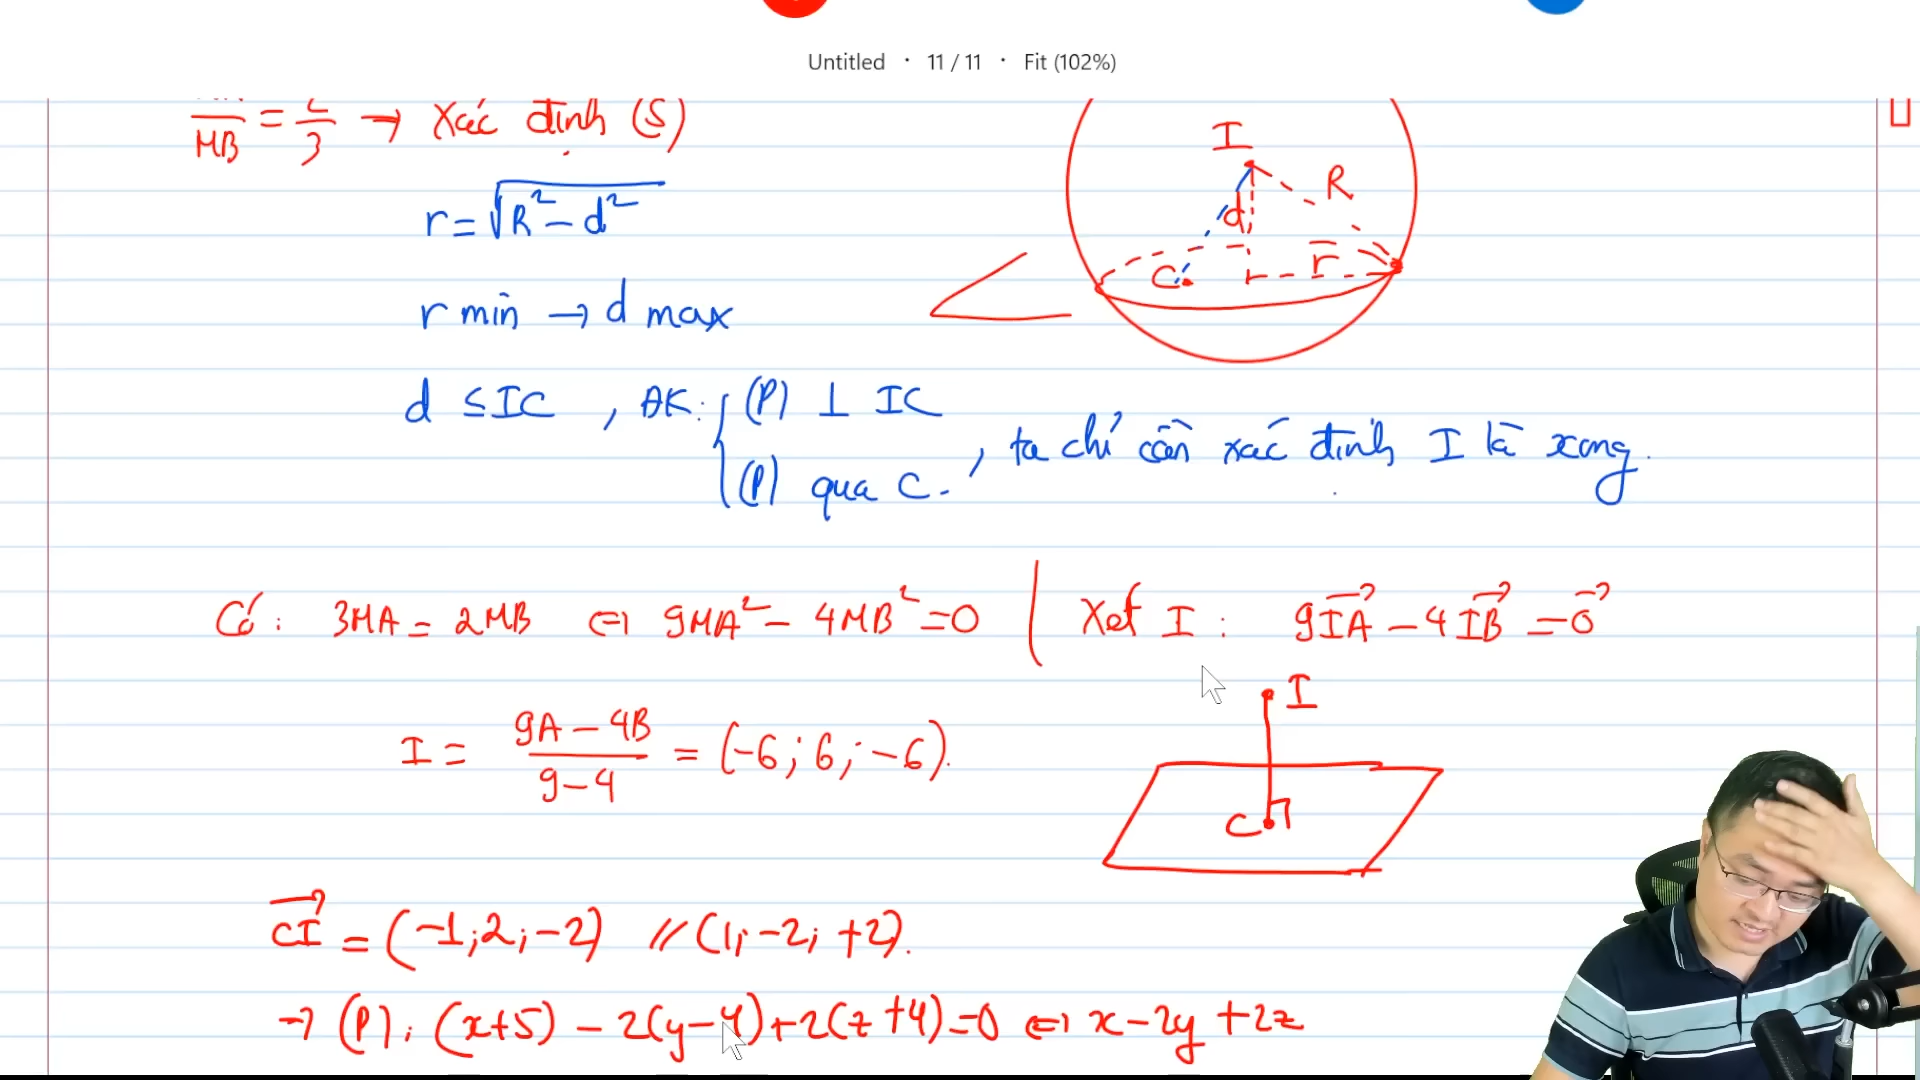 Untitled • 11 / 11 • Fit (102%)
MB = 3 → Xác định (S)
I
R
r = √R² - d²
d
C
r
r min → d max
d ≤ IC , ĐK: { (P) ⊥ IC
(P) qua C. , ta chỉ cần xác định I là xong.
Có: 3MA = 2MB ⇔ 9MA² - 4MB² = 0 | Xét I: 9IA⃗ - 4IB⃗ = 0⃗
I
I = 9A - 4B / 9 - 4 = (-6; 6; -6).
C
CI⃗ = (-1; 2; -2) // (1; -2; +2).
→ (P): (x+5) - 2(y-4) + 2(z+4) = 0 ⇔ x - 2y + 2z